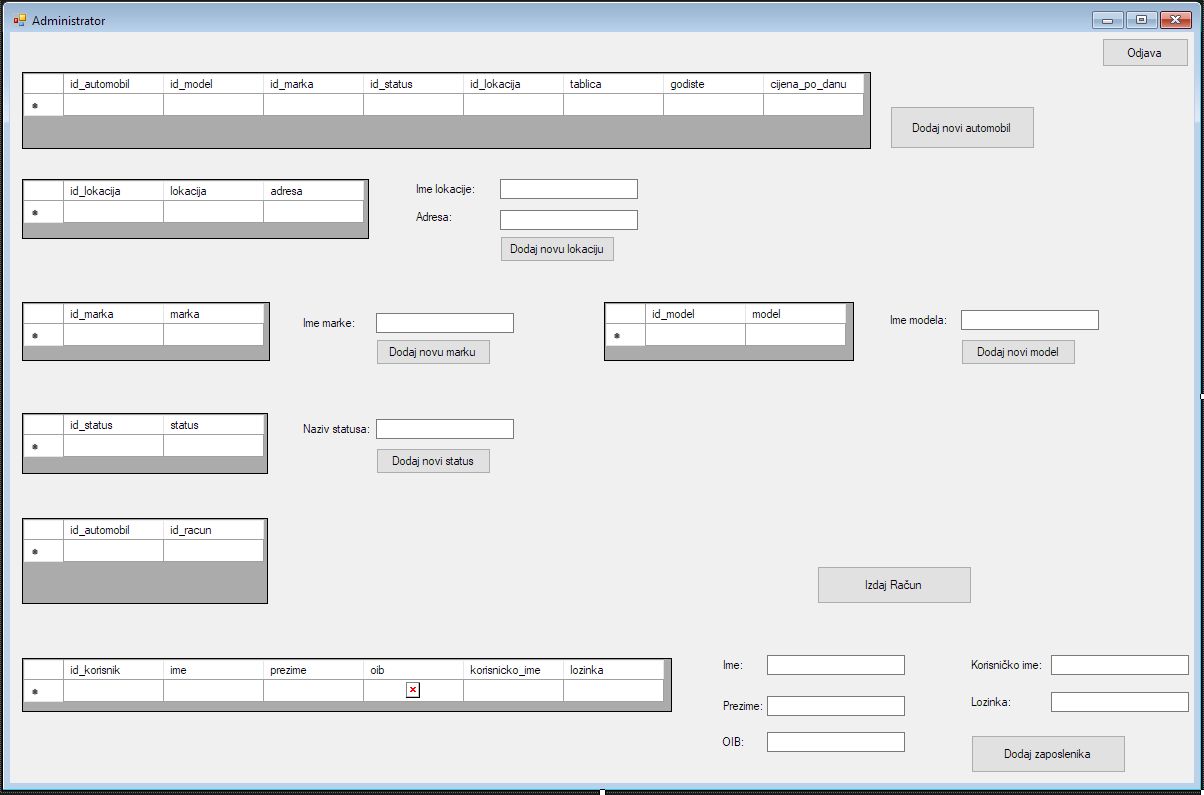 Administrator
Odjava
id_automobil id_model id_marka id_status id_lokacija tablica godiste cijena_po_danu
Dodaj novi automobil
id_lokacija lokacija adresa
Ime lokacije:
Adresa:
Dodaj novu lokaciju
id_marka marka
Ime marke:
Dodaj novu marku
id_model model
Ime modela:
Dodaj novi model
id_status status
Naziv statusa:
Dodaj novi status
id_automobil id_racun
Izdaj Račun
id_korisnik ime prezime oib korisnicko_ime lozinka
Ime:
Prezime:
OIB:
Korisničko ime:
Lozinka:
Dodaj zaposlenika